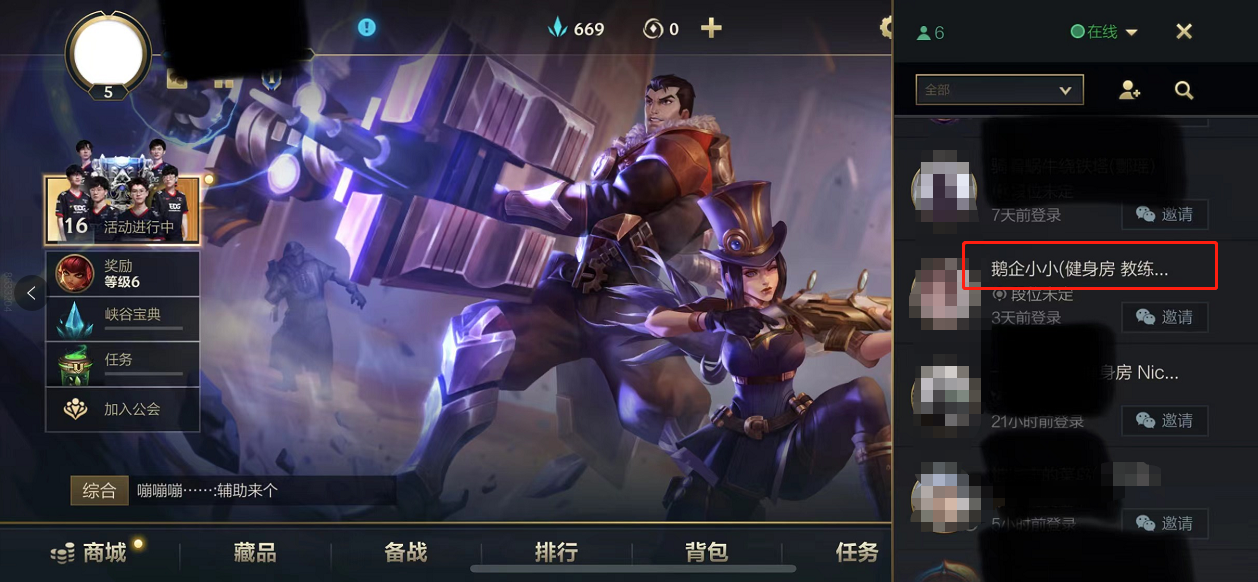 669
0
5
16 活动进行中
奖励
等级6
峡谷宝典
任务
加入公会
综合
嘣嘣嘣……:辅助来个
商城
藏品
备战
排行
背包
任务
6
在线
全部
7天前登录
邀请
鹅企小小(健身房 教练...
段位未定
3天前登录
邀请
身房 Nic...
21小时前登录
邀请
5小时前登录
邀请